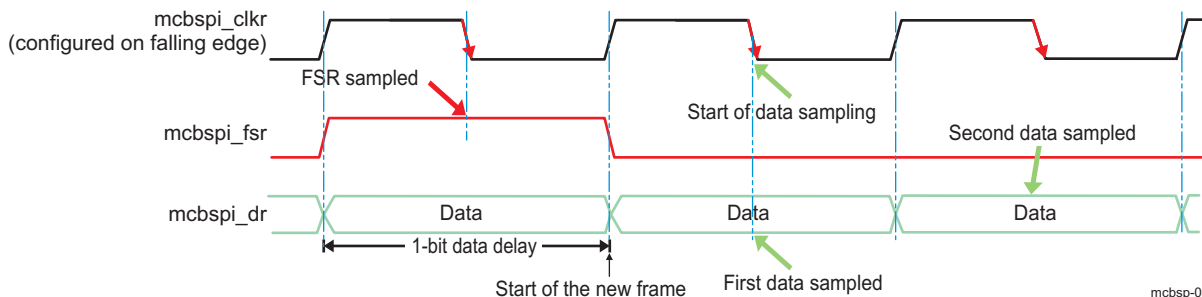 mcbspi_clkr
(configured on falling edge)
FSR sampled
Start of data sampling
mcbspi_fsr
Second data sampled
mcbspi_dr
Data
Data
Data
1-bit data delay
Start of the new frame
First data sampled
mcbsp-0